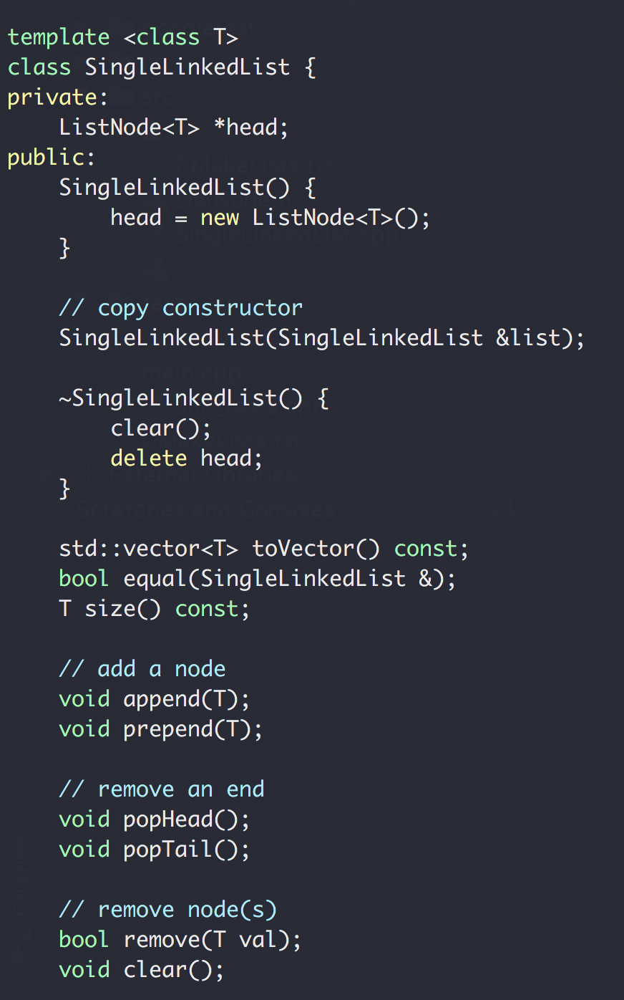 template <class T>
class SingleLinkedList {
private:
    ListNode<T> *head;
public:
    SingleLinkedList() {
        head = new ListNode<T>();
    }

    // copy constructor
    SingleLinkedList(SingleLinkedList &list);

    ~SingleLinkedList() {
        clear();
        delete head;
    }

    std::vector<T> toVector() const;
    bool equal(SingleLinkedList &);
    T size() const;

    // add a node
    void append(T);
    void prepend(T);

    // remove an end
    void popHead();
    void popTail();

    // remove node(s)
    bool remove(T val);
    void clear();